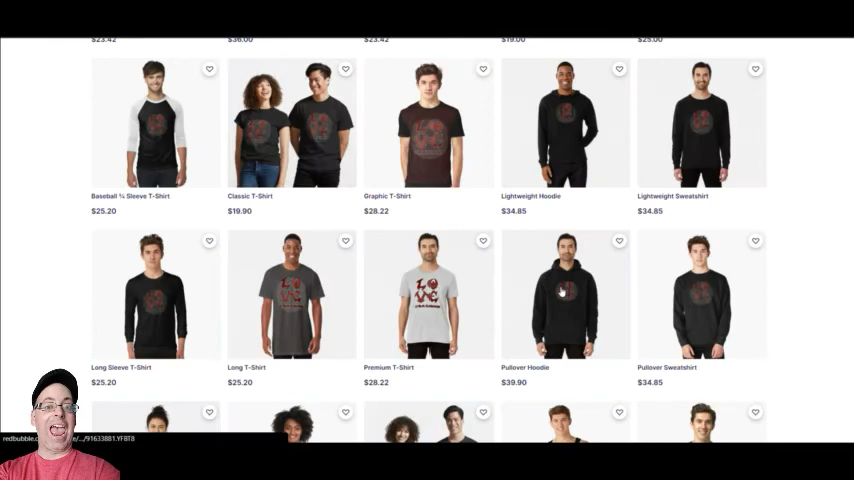 $23.42 $36.00 $23.42 $19.00 $25.00
Baseball ¾ Sleeve T-Shirt Classic T-Shirt Graphic T-Shirt Lightweight Hoodie Lightweight Sweatshirt
$25.20 $19.90 $28.22 $34.85 $34.85
LO
VE
Long Sleeve T-Shirt Long T-Shirt Premium T-Shirt Pullover Hoodie Pullover Sweatshirt
$25.20 $25.20 $28.22 $39.90 $34.85